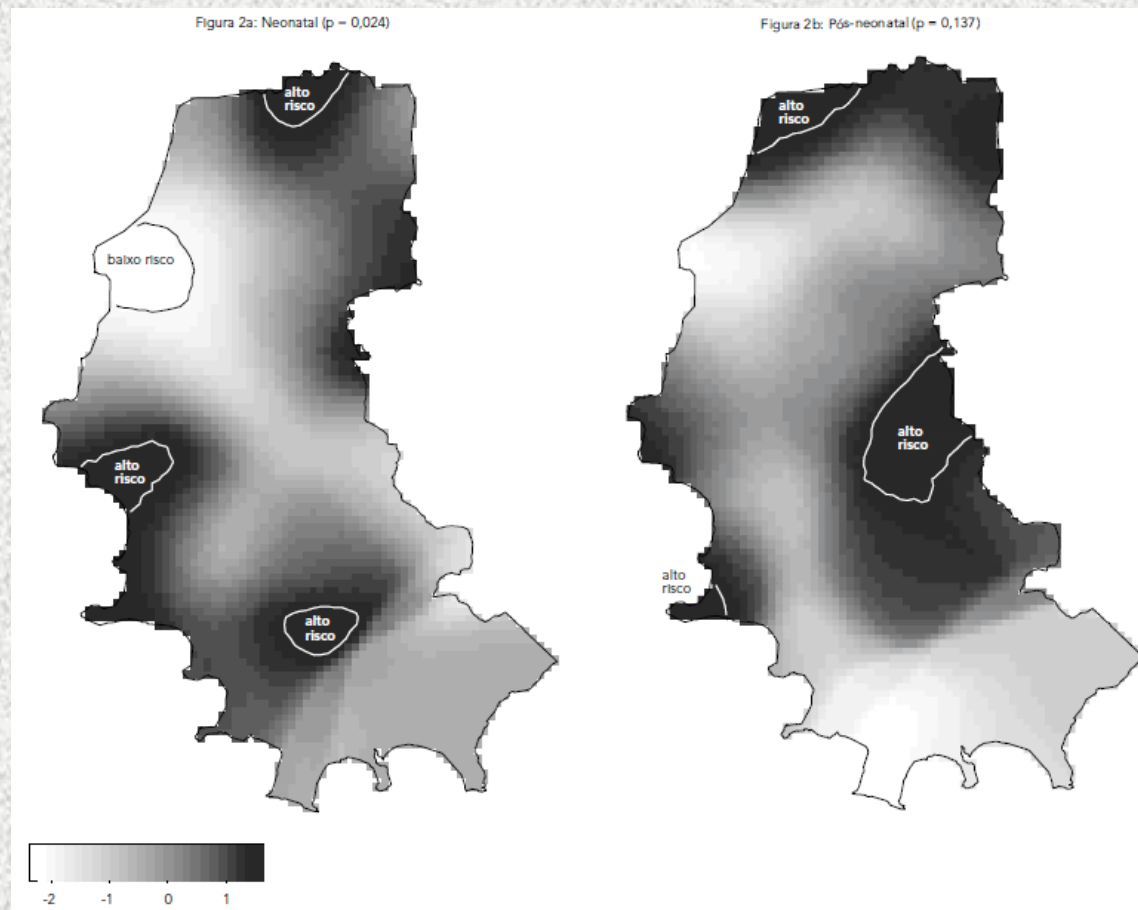 Figura 2a: Neonatal (p = 0,024)
Figura 2b: Pós-neonatal (p = 0,137)
alto
risco
baixo risco
alto
risco
alto
risco
alto
risco
alto
risco
alto
risco
-2 -1 0 1